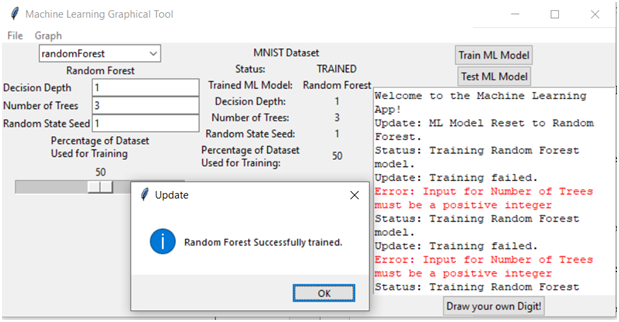 Machine Learning Graphical Tool
File Graph
randomForest
Random Forest
Decision Depth 1
Number of Trees 3
Random State Seed 1
Percentage of Dataset
Used for Training
50
MNIST Dataset
Status: TRAINED
Trained ML Model: Random Forest
Decision Depth: 1
Number of Trees: 3
Random State Seed: 1
Percentage of Dataset
Used for Training: 50
Train ML Model
Test ML Model
Welcome to the Machine Learning
App!
Update: ML Model Reset to Random
Forest.
Status: Training Random Forest
model.
Update: Training failed.
Error: Input for Number of Trees
must be a positive integer
Status: Training Random Forest
model.
Update: Training failed.
Error: Input for Number of Trees
must be a positive integer
Status: Training Random Forest
Draw your own Digit!
Update
Random Forest Successfully trained.
OK